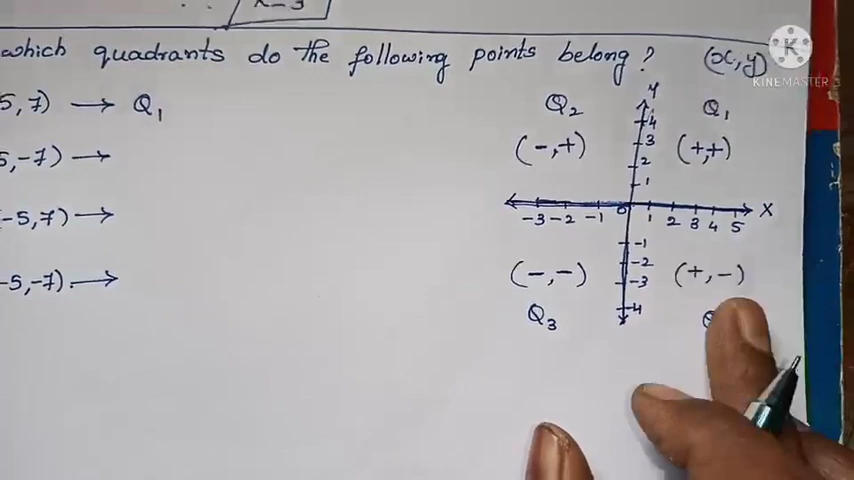 x-3
which quadrants do the following points belong? (x,y)
5,7) → Q1
5,-7) →
-5,7) →
-5,-7) →
Y
Q2 Q1
(-,+) (+,+)
4
3
2
1
-3 -2 -1 0 1 2 3 4 5 X
-1
-2
-3
4
(-,-) (+,-)
Q3
K
KINEMASTER